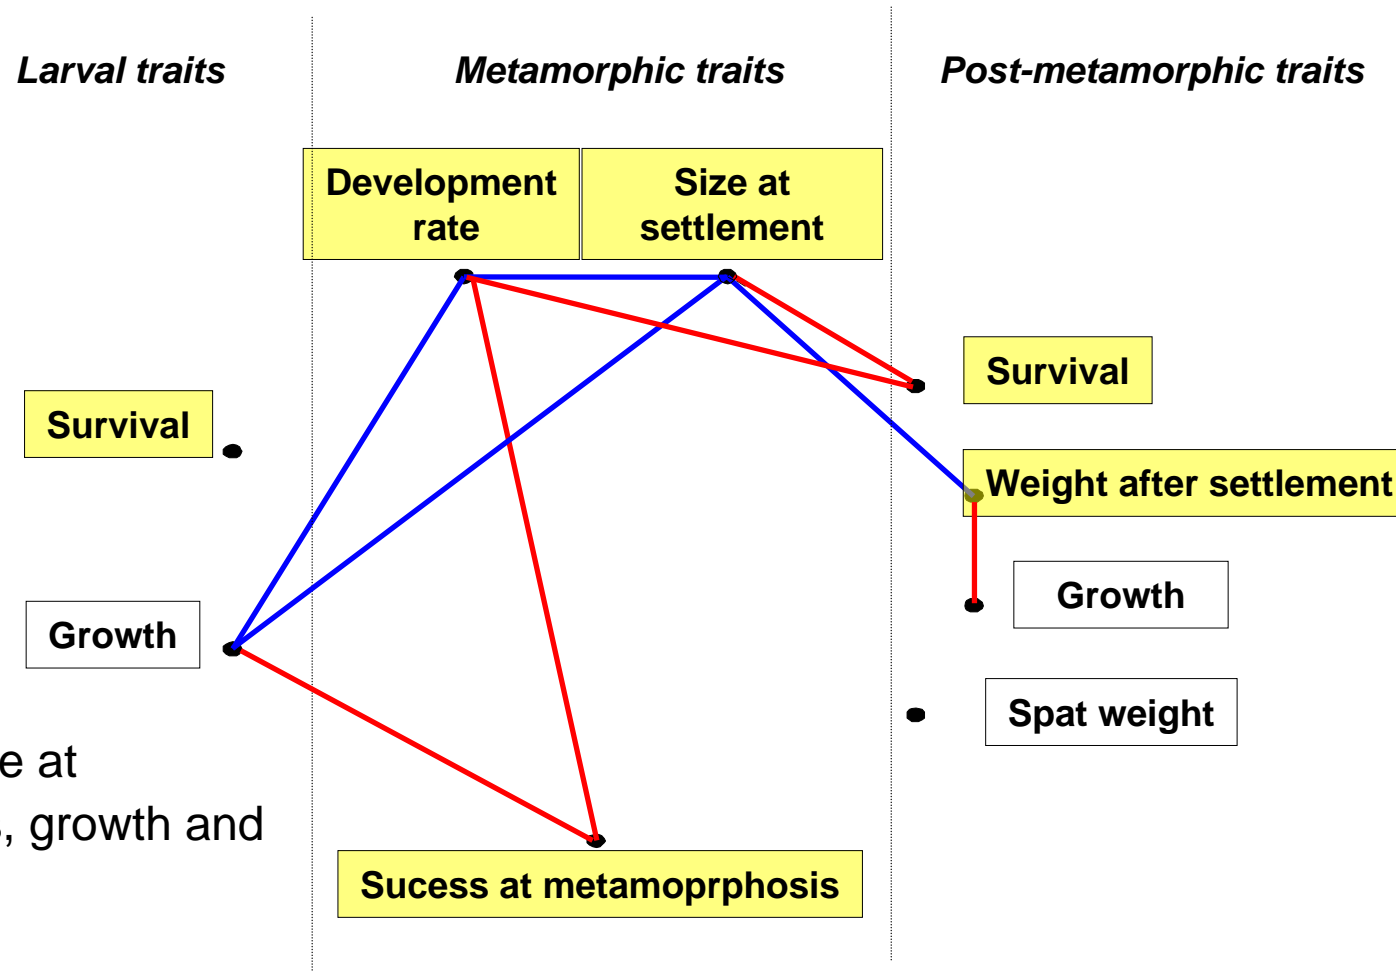 Larval traits
Metamorphic traits
Post-metamorphic traits
Development
rate
Size at
settlement
Survival
Survival
Weight after settlement
Growth
Growth
Spat weight
e at
, growth and
Sucess at metamoprphosis